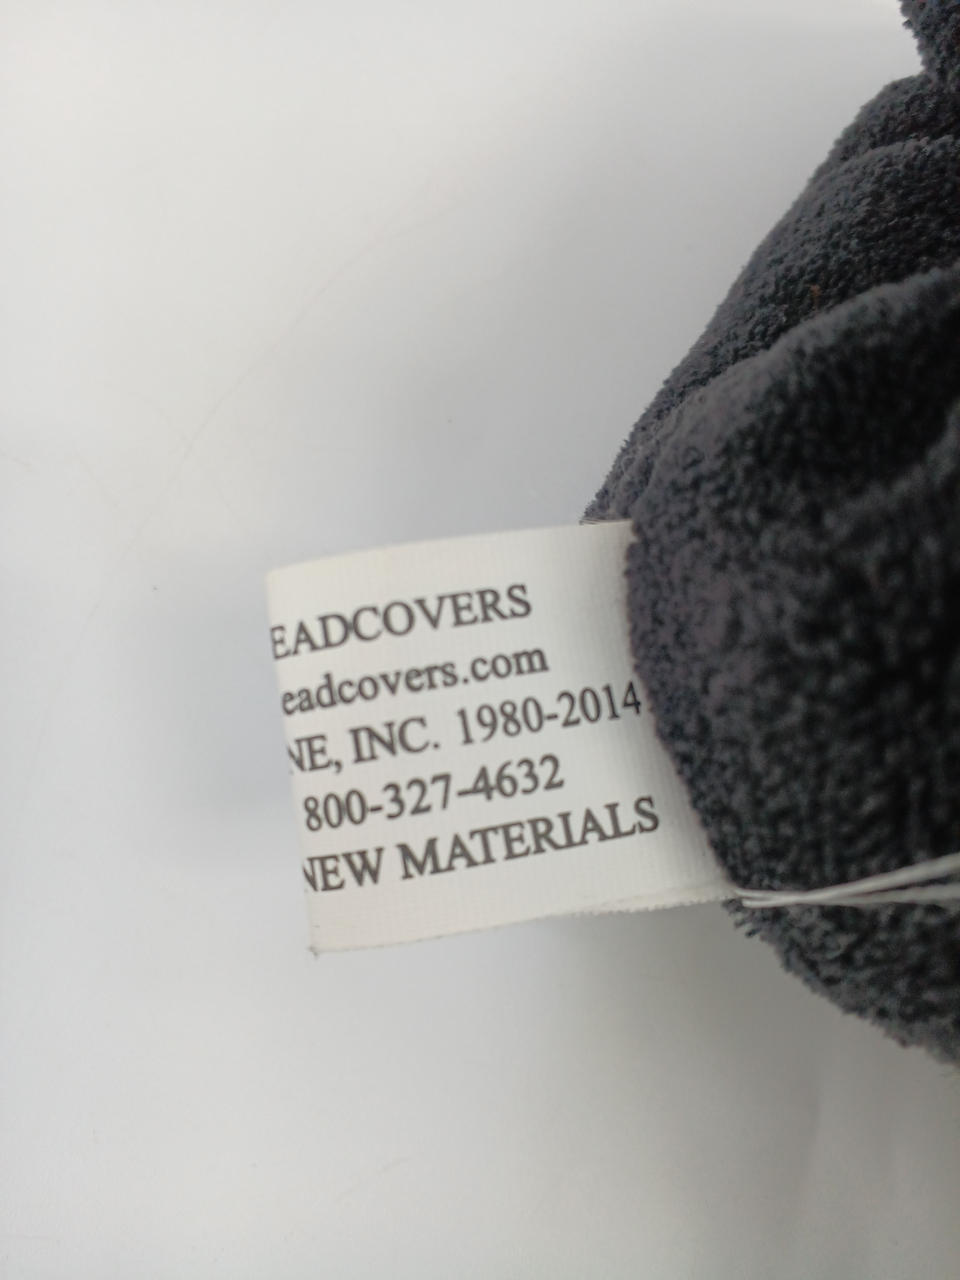 EADCOVERS
eadcovers.com
NE, INC. 1980-2014
800-327-4632
NEW MATERIALS